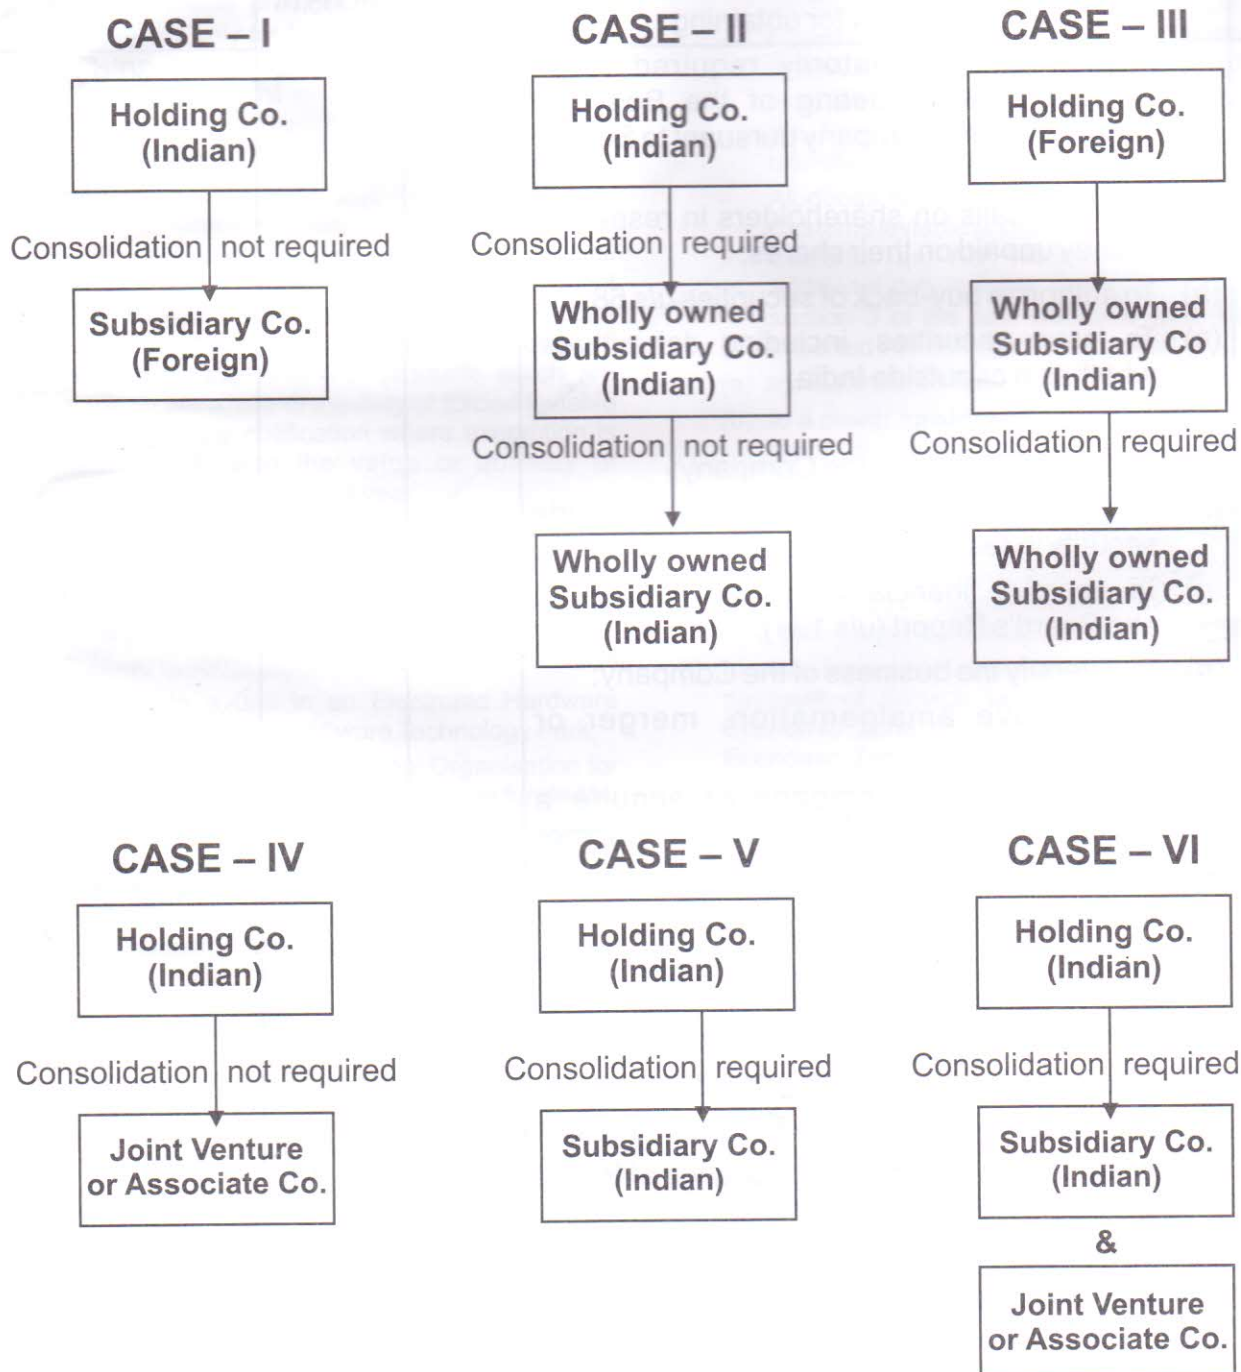 CASE – I
Holding Co.
(Indian)
Consolidation not required
Subsidiary Co.
(Foreign)
CASE – II
Holding Co.
(Indian)
Consolidation required
Wholly owned
Subsidiary Co.
(Indian)
Consolidation not required
Wholly owned
Subsidiary Co.
(Indian)
CASE – III
Holding Co.
(Foreign)
Wholly owned
Subsidiary Co
(Indian)
Consolidation required
Wholly owned
Subsidiary Co.
(Indian)
CASE – IV
Holding Co.
(Indian)
Consolidation not required
Joint Venture
or Associate Co.
CASE – V
Holding Co.
(Indian)
Consolidation required
Subsidiary Co.
(Indian)
CASE – VI
Holding Co.
(Indian)
Consolidation required
Subsidiary Co.
(Indian)
&
Joint Venture
or Associate Co.